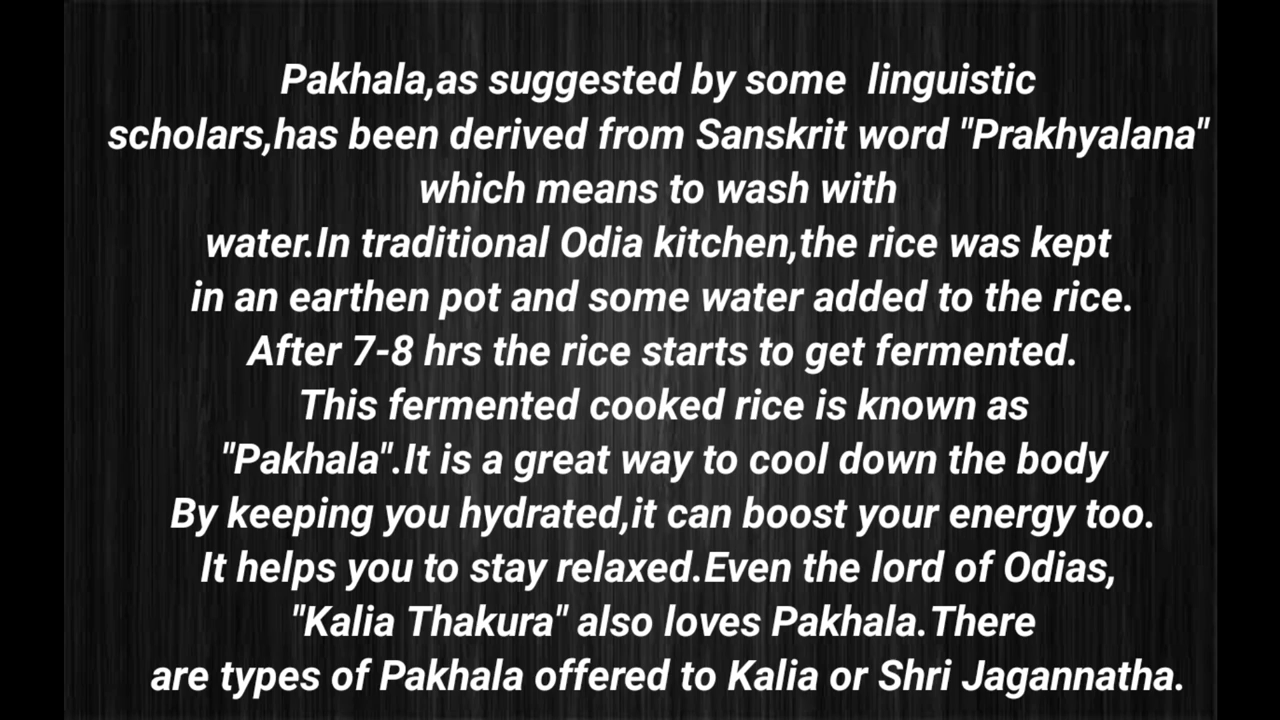 Pakhala,as suggested by some  linguistic
scholars,has been derived from Sanskrit word "Prakhyalana"
which means to wash with
water.In traditional Odia kitchen,the rice was kept
in an earthen pot and some water added to the rice.
After 7-8 hrs the rice starts to get fermented.
This fermented cooked rice is known as
"Pakhala".It is a great way to cool down the body
By keeping you hydrated,it can boost your energy too.
It helps you to stay relaxed.Even the lord of Odias,
"Kalia Thakura" also loves Pakhala.There
are types of Pakhala offered to Kalia or Shri Jagannatha.